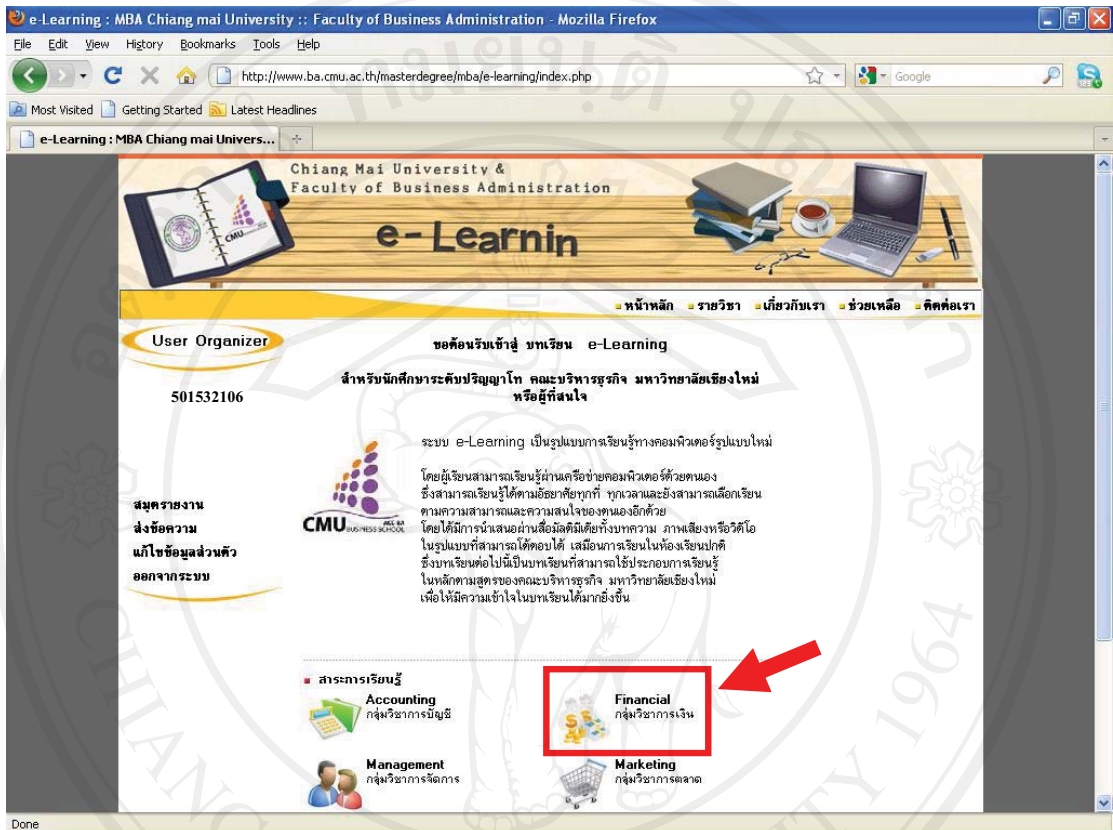 e-Learning : MBA Chiang mai University :: Faculty of Business Administration - Mozilla Firefox
File Edit View History Bookmarks Tools Help
http://www.ba.cmu.ac.th/masterdegree/mba/e-learning/index.php
Google
Most Visited Getting Started Latest Headlines
e-Learning : MBA Chiang mai Univers...
Chiang Mai University &
Faculty of Business Administration
e-Learnin
CMU
หน้าหลัก รายวิชา เกี่ยวกับเรา ช่วยเหลือ ติดต่อเรา
User Organizer
501532106
สมุดรายงาน
ส่งข้อความ
แก้ไขข้อมูลส่วนตัว
ออกจากระบบ
ขอต้อนรับเข้าสู่ บทเรียน e-Learning
สำหรับนักศึกษาระดับปริญญาโท คณะบริหารธุรกิจ มหาวิทยาลัยเชียงใหม่
หรือผู้ที่สนใจ
ระบบ e-Learning เป็นรูปแบบการเรียนรู้ทางคอมพิวเตอร์รูปแบบใหม่
โดยผู้เรียนสามารถเรียนรู้ผ่านเครือข่ายคอมพิวเตอร์ด้วยตนเอง
ซึ่งสามารถเรียนรู้ได้ตามอัธยาศัยทุกที่ ทุกเวลาและยังสามารถเลือกเรียน
ตามความสามารถและความสนใจของตนเองอีกด้วย
โดยได้มีการนำเสนอผ่านสื่อมัลติมีเดียทั้งบทความ ภาพเสียงหรือวิดีโอ
ในรูปแบบที่สามารถโต้ตอบได้ เสมือนการเรียนในห้องเรียนปกติ
ซึ่งบทเรียนต่อไปนี้เป็นบทเรียนที่สามารถใช้ประกอบการเรียนรู้
ในหลักตามสูตรของคณะบริหารธุรกิจ มหาวิทยาลัยเชียงใหม่
เพื่อให้มีความเข้าใจในบทเรียนได้มากยิ่งขึ้น
CMU BUSINESS SCHOOL
สาระการเรียนรู้
Accounting
กลุ่มวิชาการบัญชี
Financial
กลุ่มวิชาการเงิน
Management
กลุ่มวิชาการจัดการ
Marketing
กลุ่มวิชาการตลาด
Done